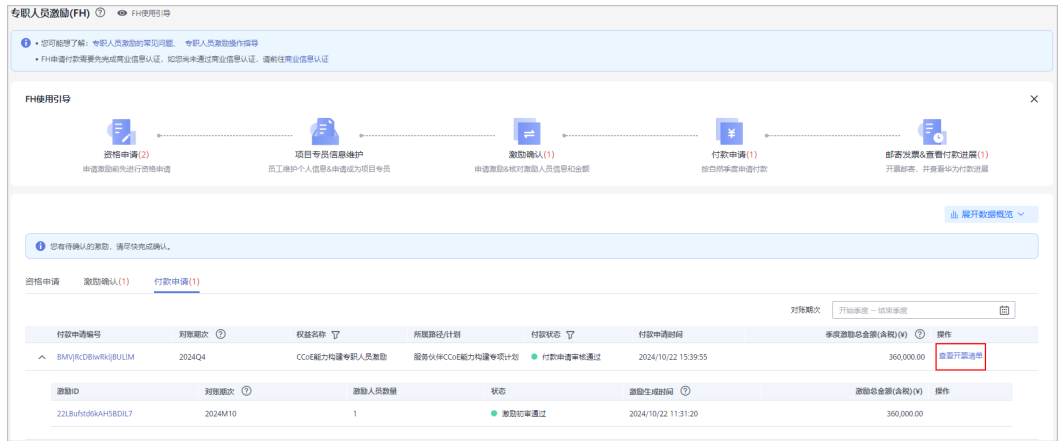 专职人员激励(FH) FH使用引导
• 您可能想了解：专职人员激励的常见问题、 专职人员激励操作指导
• FH申请付款需要先完成商业信息认证，如您尚未通过商业信息认证，请前往商业信息认证
FH使用引导
资格申请(2) 项目专员信息维护 激励确认(1) 付款申请(1) 邮寄发票&查看付款进展(1)
申请激励前先进行资格申请 员工维护个人信息&申请成为项目专员 申请激励&核对激励人员信息和金额 按自然季度申请付款 开票邮寄，并查看华为付款进展
展开数据概览
您有待确认的激励，请尽快完成确认。
资格申请 激励确认(1) 付款申请(1)
对账期次 开始季度 – 结束季度
付款申请编号 对账期次 权益名称 所属路径/计划 付款状态 付款申请时间 季度激励总金额(含税)(¥) 操作
BMVjRcDBIwRkljBULlM 2024Q4 CCoE能力构建专职人员激励 服务伙伴CCoE能力构建专项计划 付款申请审核通过 2024/10/22 15:39:55 360,000.00 查看开票清单
激励ID 对账期次 激励人员数量 状态 激励生成时间 激励总金额(含税)(¥) 操作
22LBufstd6kAH5BDIL7 2024M10 1 激励初审通过 2024/10/22 11:31:20 360,000.00